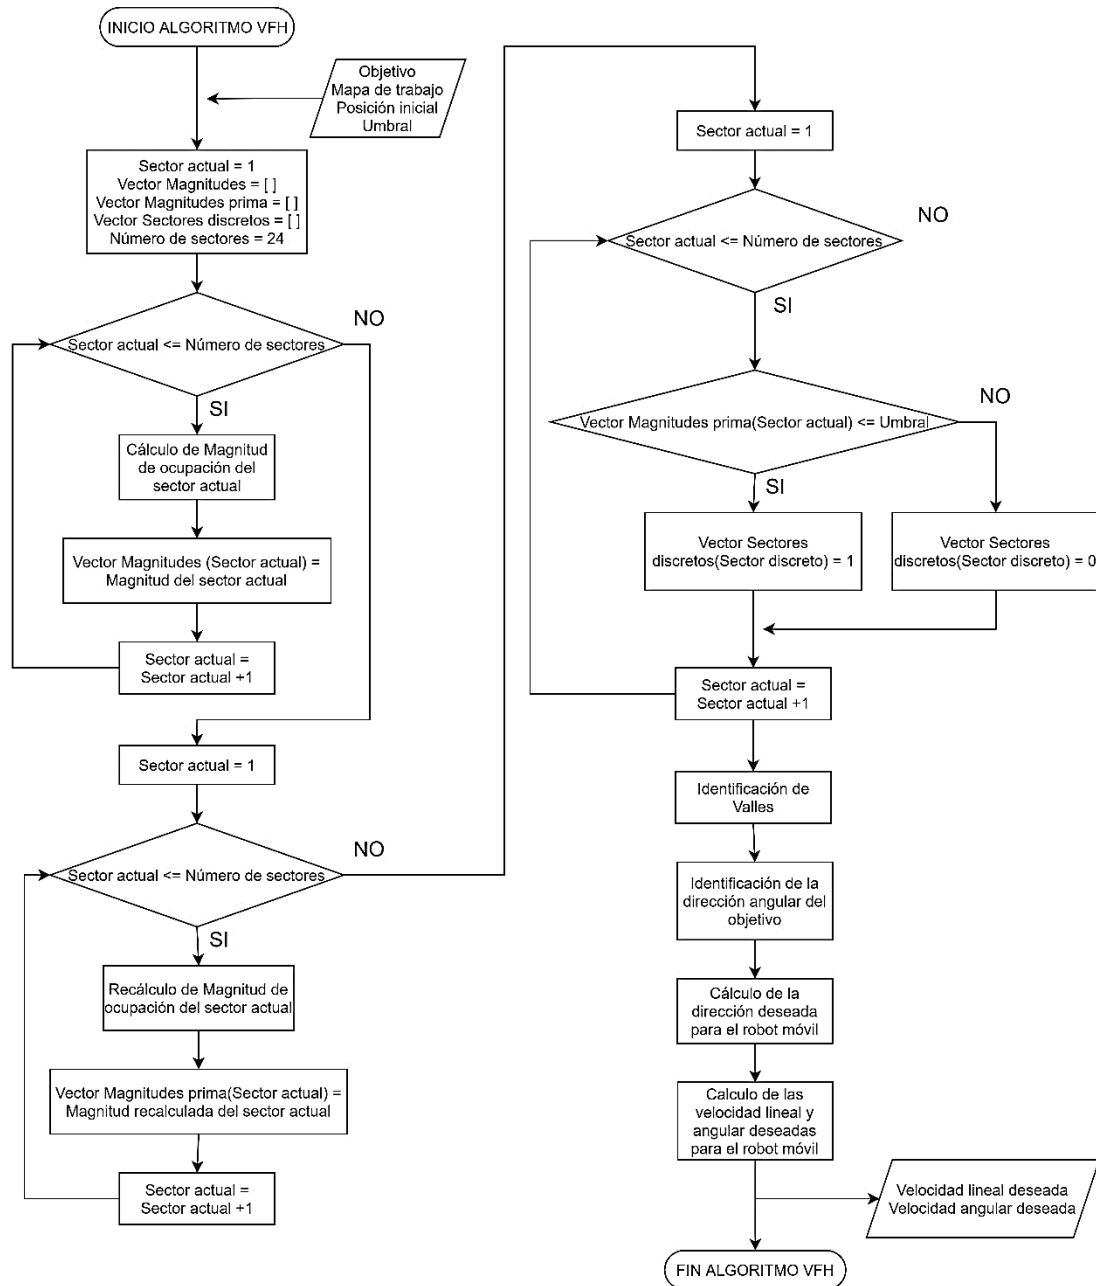 INICIO ALGORITMO VFH
Objetivo
Mapa de trabajo
Posición inicial
Umbral
Sector actual = 1
Vector Magnitudes = [ ]
Vector Magnitudes prima = [ ]
Vector Sectores discretos = [ ]
Número de sectores = 24
Sector actual <= Número de sectores
NO
SI
Cálculo de Magnitud
de ocupación del
sector actual
Vector Magnitudes (Sector actual) =
Magnitud del sector actual
Sector actual =
Sector actual +1
Sector actual = 1
Sector actual <= Número de sectores
NO
SI
Recálculo de Magnitud de
ocupación del sector actual
Vector Magnitudes prima(Sector actual) =
Magnitud recalculada del sector actual
Sector actual =
Sector actual +1
Sector actual = 1
Sector actual <= Número de sectores
NO
SI
Vector Magnitudes prima(Sector actual) <= Umbral
NO
SI
Vector Sectores
discretos(Sector discreto) = 1
Vector Sectores
discretos(Sector discreto) = 0
Sector actual =
Sector actual +1
Identificación de
Valles
Identificación de la
dirección angular del
objetivo
Cálculo de la
dirección deseada
para el robot móvil
Calculo de las
velocidad lineal y
angular deseadas
para el robot móvil
Velocidad lineal deseada
Velocidad angular deseada
FIN ALGORITMO VFH